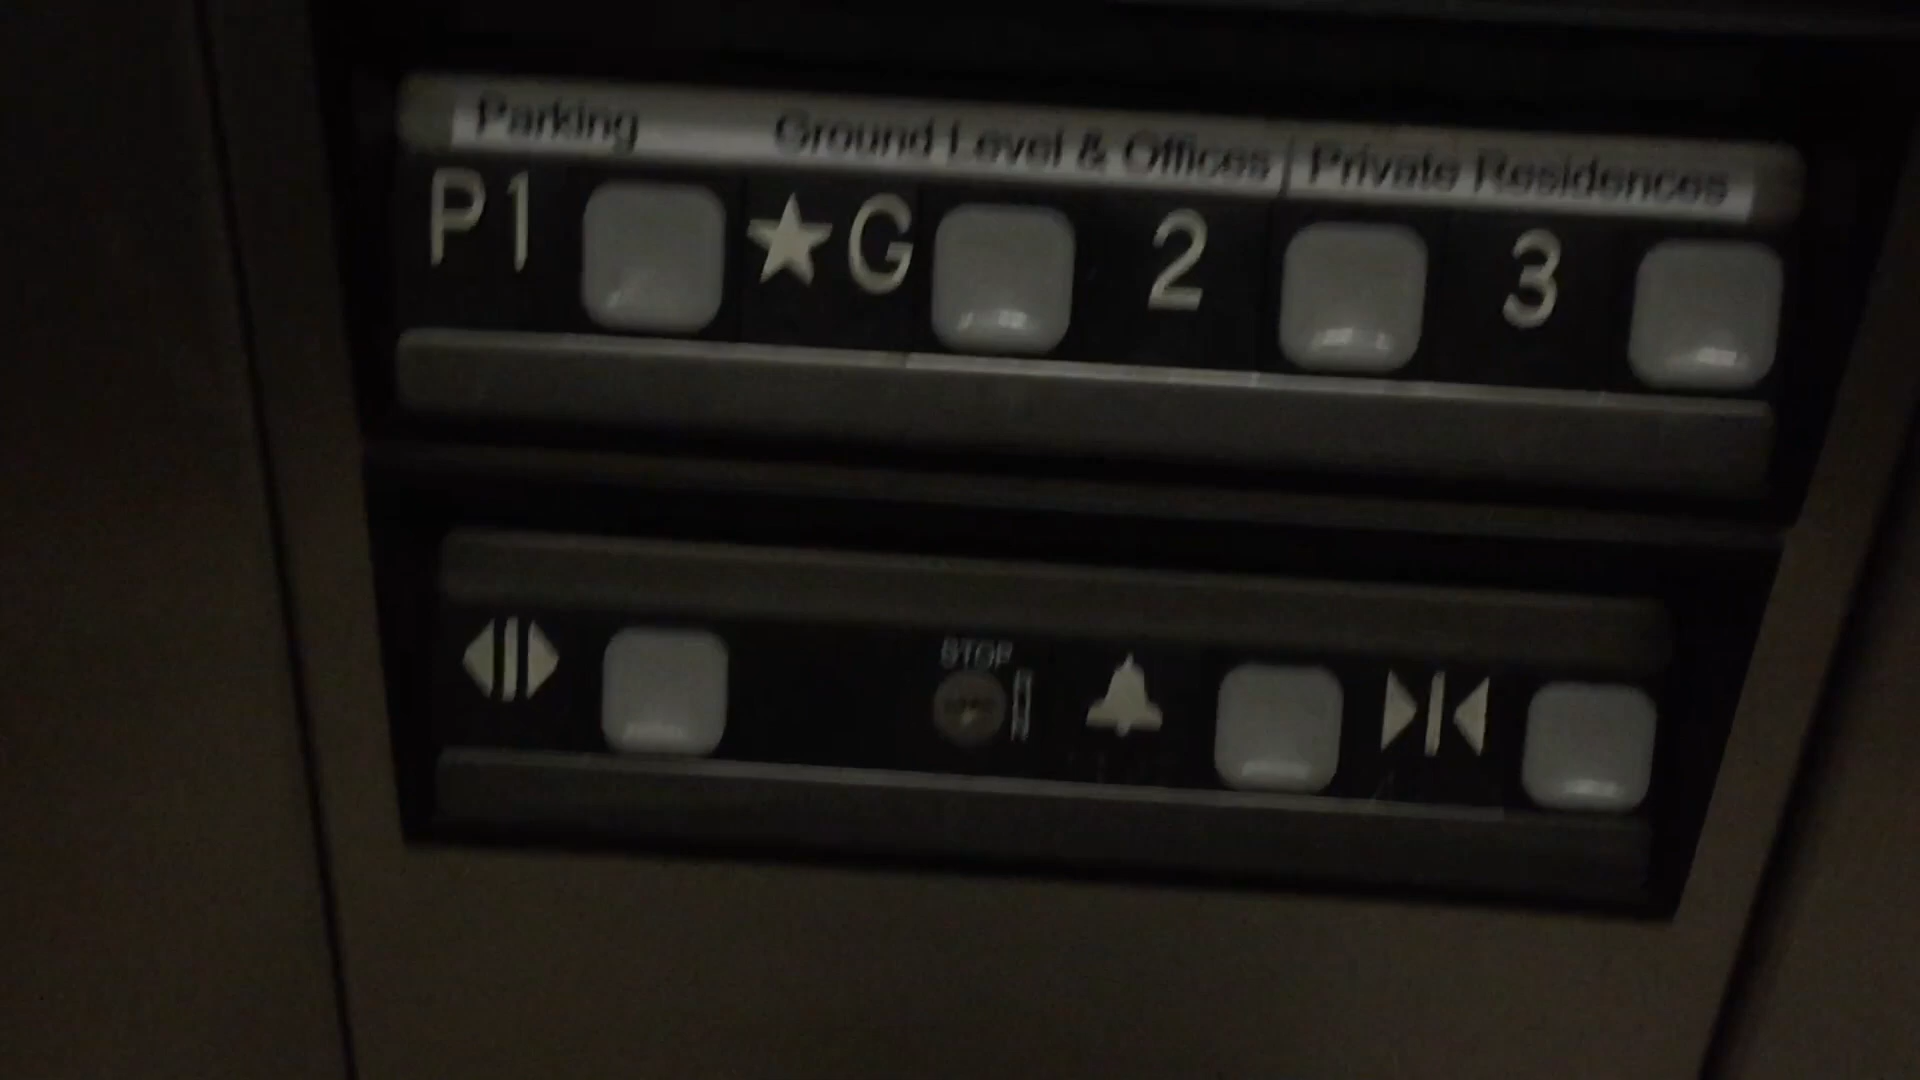 Parking Ground Level & Offices Private Residences
P1 ★G 2 3
STOP